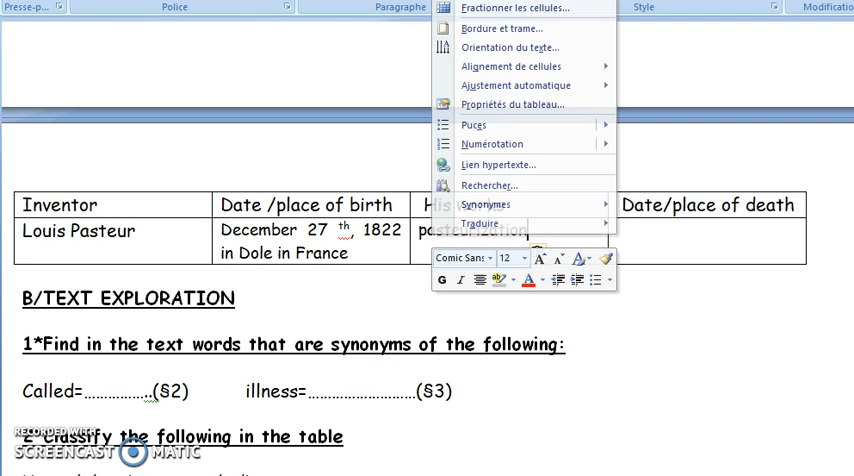 Presse-p...
Police
Paragraphe
Style
Modificatio
Fractionner les cellules...
Bordure et trame...
Orientation du texte...
Alignement de cellules
Ajustement automatique
Propriétés du tableau...
Puces
Numérotation
Lien hypertexte...
Rechercher...
Synonymes
Traduire
Inventor Date /place of birth His works Date/place of death
Louis Pasteur December 27 th, 1822 pasteurization
in Dole in France
Comic Sans 12
G I A
B/TEXT EXPLORATION
1*Find in the text words that are synonyms of the following:
Called=……………..(§2) illness=………………………(§3)
RECORDED WITH
2*Classify the following in the table
SCREENCAST MATIC